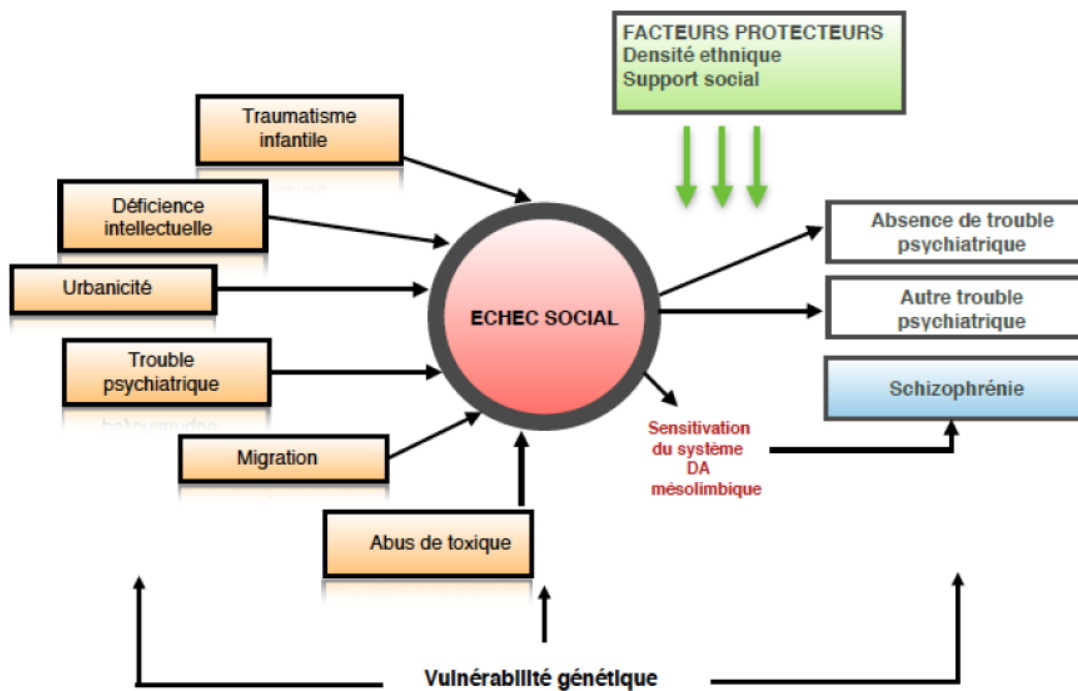 FACTEURS PROTECTEURS
Densité ethnique
Support social
Traumatisme
infantile
Déficience
intellectuelle
Urbanicité
Trouble
psychiatrique
Migration
Abus de toxique
ECHEC SOCIAL
Absence de trouble
psychiatrique
Autre trouble
psychiatrique
Schizophrénie
Sensitivation
du système
DA
mésolimbique
Vulnérabilité génétique